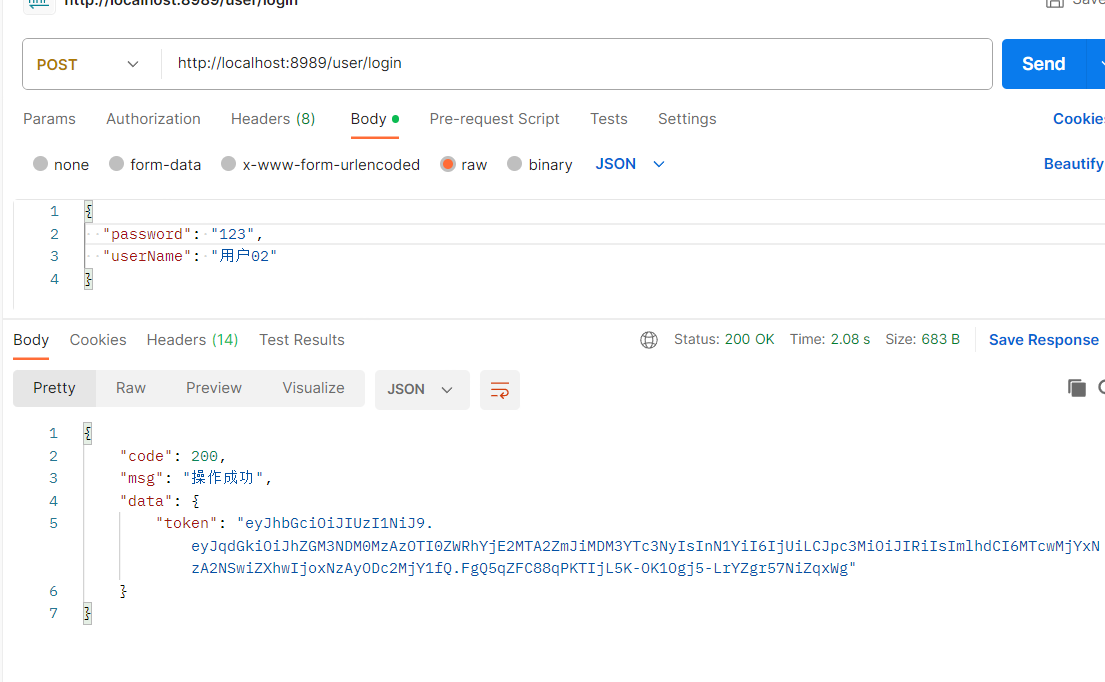 http://localhost:8989/user/login
Save
POST
http://localhost:8989/user/login
Send
Params Authorization Headers (8) Body Pre-request Script Tests Settings Cookies
none form-data x-www-form-urlencoded raw binary JSON Beautify
1 {
2 "password": "123",
3 "userName": "用户02"
4 }
Body Cookies Headers (14) Test Results Status: 200 OK Time: 2.08 s Size: 683 B Save Response
Pretty Raw Preview Visualize JSON
1 {
2 "code": 200,
3 "msg": "操作成功",
4 "data": {
5 "token": "eyJhbGciOiJIUzI1NiJ9.
eyJqdGkiOiJhZGM3NDM0MzAzOTI0ZWRhYjE2MTA2ZmJiMDM3YTc3NyIsInN1YiI6IjUiLCJpc3MiOiJIRiIsImlhdCI6MTcwMjYxN
zA2NSwiZXhwIjoxNzAyODc2MjY1fQ.FgQ5qZFC88qPKTIjL5K-OK1Ogj5-LrYZgr57NiZqxWg"
6 }
7 }